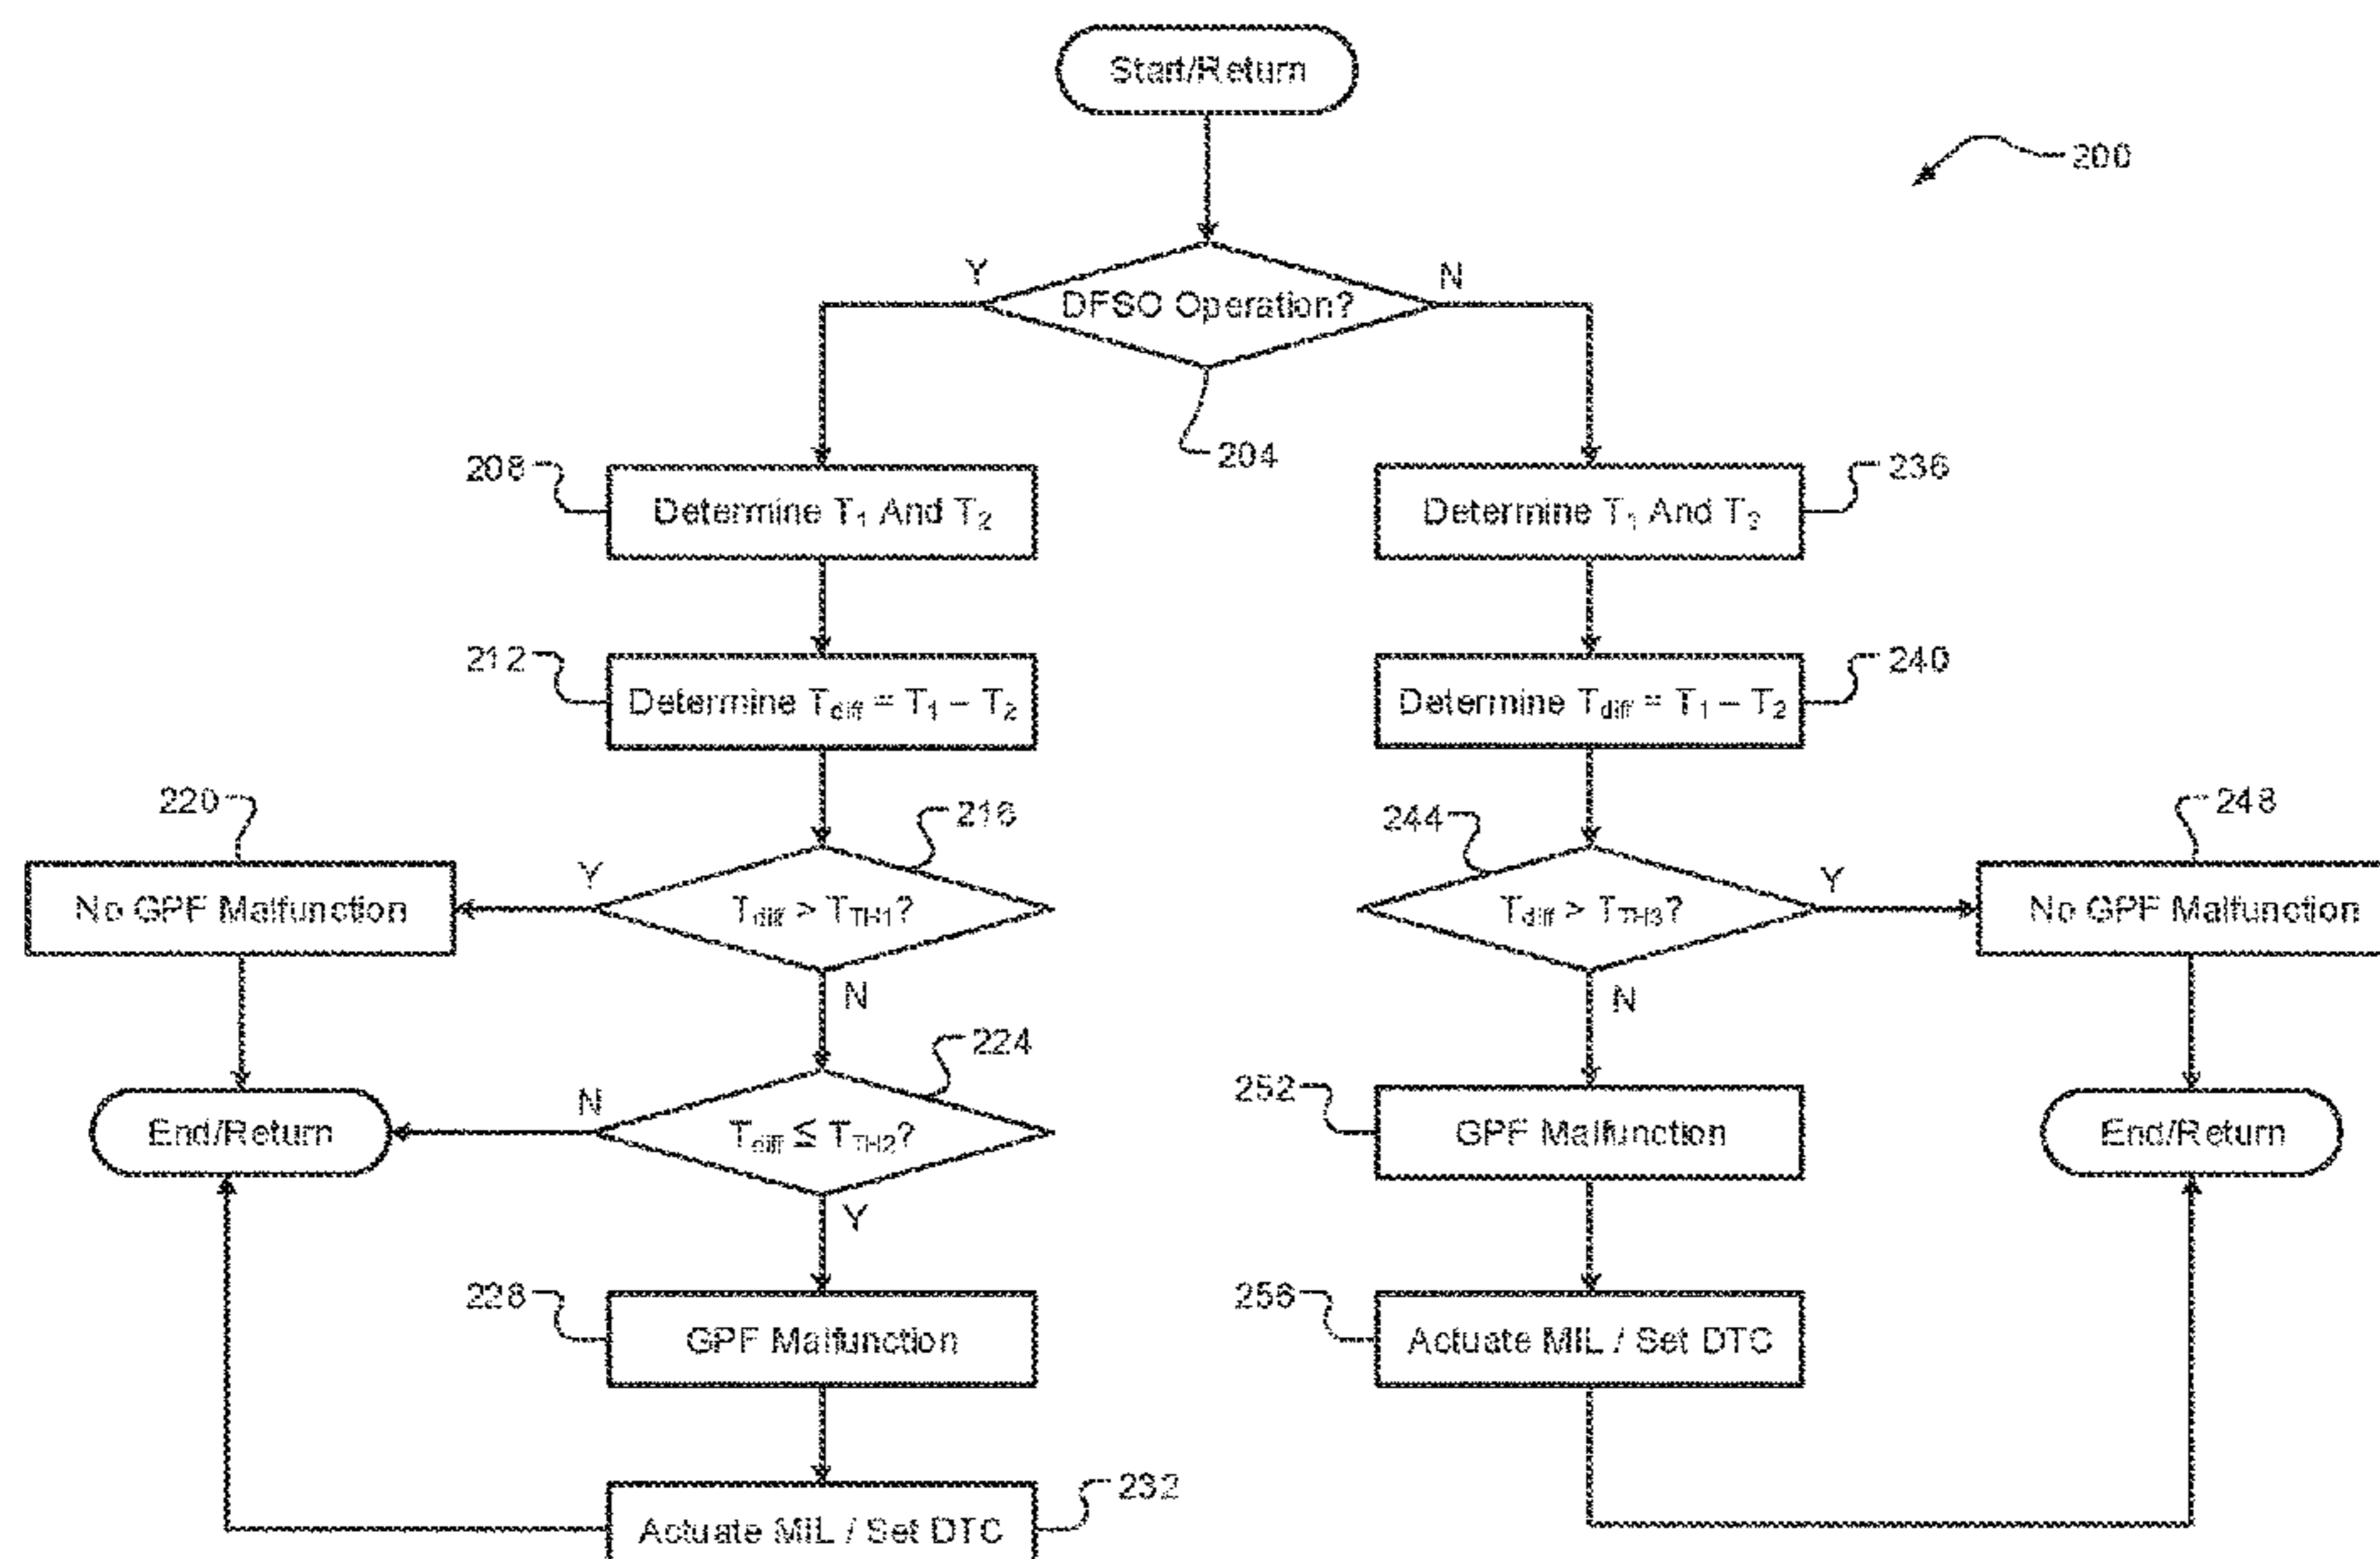 Start/Return
200
Y
N
DFSO Operation?
204
208
Determine T₁ And T₂
Determine T₁ And T₂
236
212
Determine Tdiff = T₁ – T₂
Determine Tdiff = T₁ – T₂
240
220
216
244
248
No GPF Malfunction
Y
Tdiff > TTH1?
Tdiff > TTH3?
Y
No GPF Malfunction
N
N
224
End/Return
N
Tdiff ≤ TTH2?
252
GPF Malfunction
End/Return
Y
228
GPF Malfunction
256
Actuate MIL / Set DTC
Actuate MIL / Set DTC
232